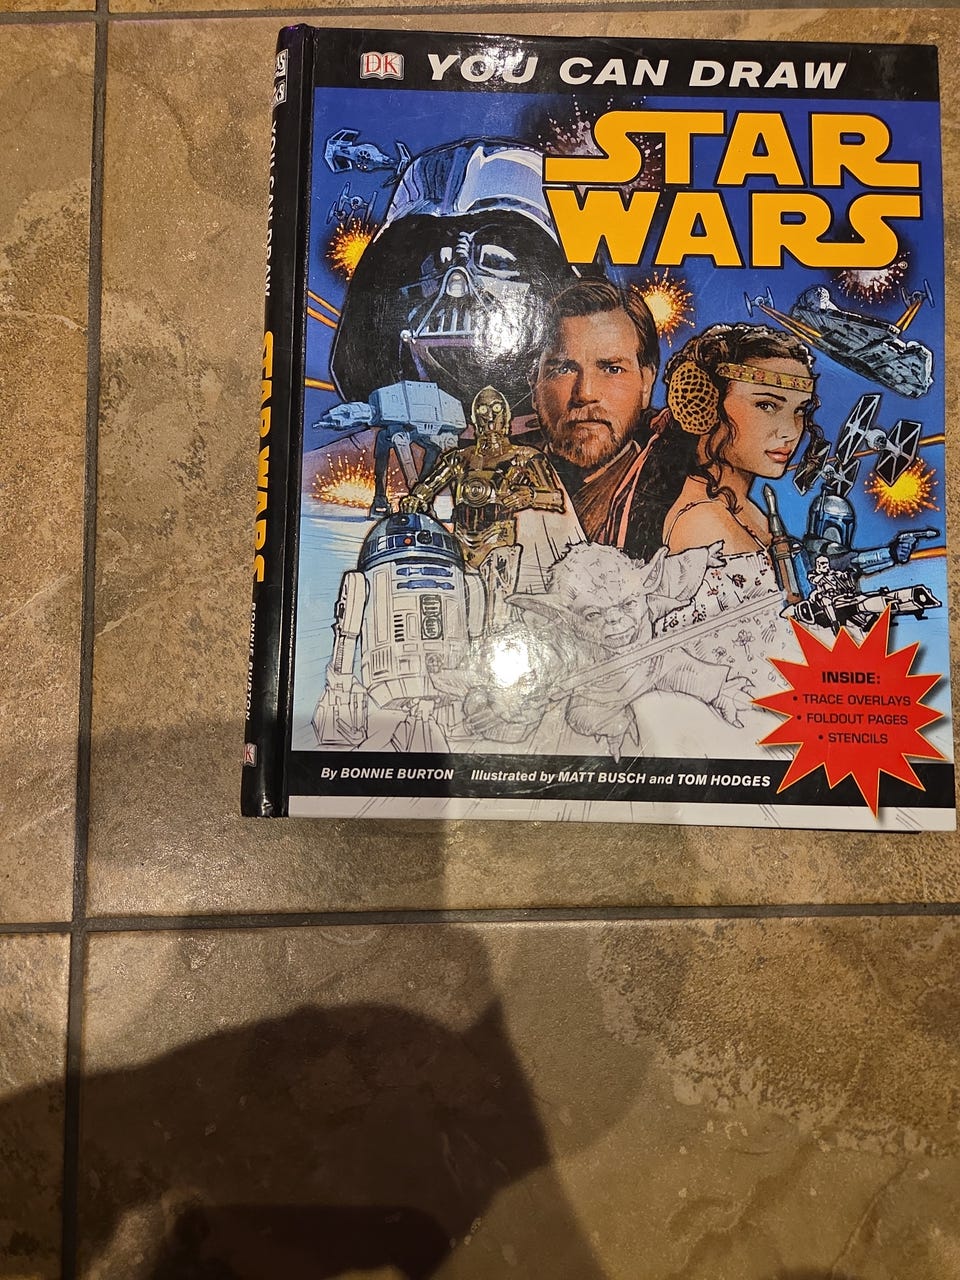 DK YOU CAN DRAW
STAR
WARS
INSIDE:
• TRACE OVERLAYS
• FOLDOUT PAGES
• STENCILS
By BONNIE BURTON Illustrated by MATT BUSCH and TOM HODGES
YOU CAN DRAW STAR WARS BONNIE BURTON